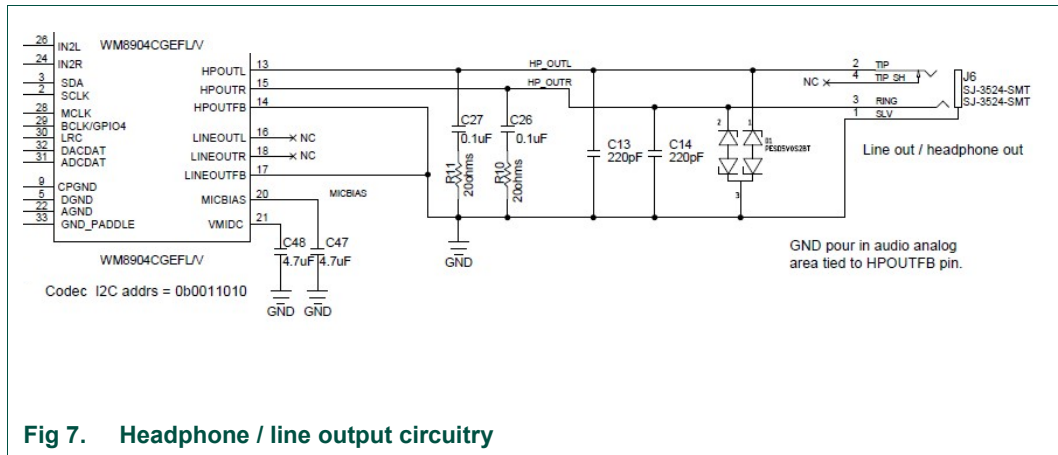 26 IN2L WM8904CGEFL/V
24 IN2R
3 SDA
2 SCLK
28 MCLK
29 BCLK/GPIO4
30 LRC
32 DACDAT
31 ADCDAT
9 CPGND
5 DGND
22 AGND
33 GND_PADDLE
HPOUTL 13
HPOUTR 15
HPOUTFB 14
LINEOUTL 16 NC
LINEOUTR 18 NC
LINEOUTFB 17
MICBIAS 20 MICBIAS
VMIDC 21
WM8904CGEFL/V
Codec I2C addrs = 0b0011010
C48 C47
4.7uF 4.7uF
GND GND
HP_OUTL
HP_OUTR
C27 C26
0.1uF 0.1uF
R11 R10
20ohms 20ohms
GND
C13 C14
220pF 220pF
2 1
D1
PESD5V0S2BT
3
2 TIP
NC 4 TIP_SH
3 RING
1 SLV
J6
SJ-3524-SMT
SJ-3524-SMT
Line out / headphone out
GND pour in audio analog
area tied to HPOUTFB pin.
Fig 7. Headphone / line output circuitry